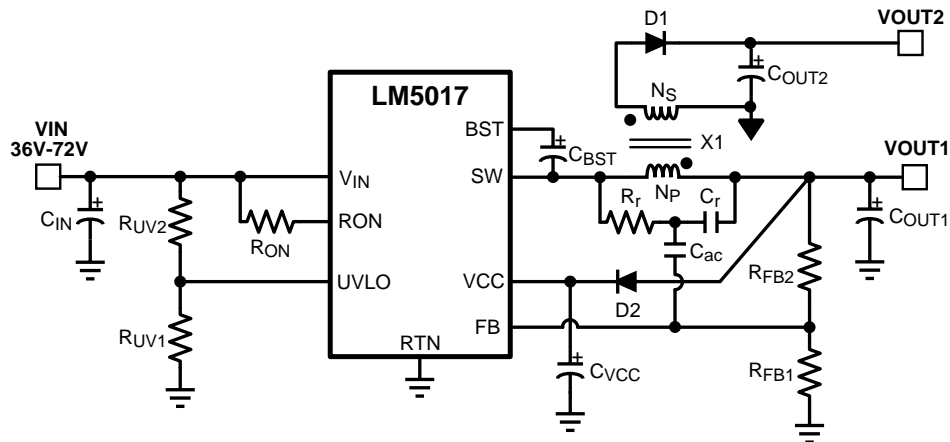 VOUT2
D1
+
COUT2
NS
X1
LM5017
BST
+
CBST
VIN
36V-72V
VOUT1
SW
NP
VIN
+
CIN
RUV2
RON
RON
Rr
Cr
Cac
+
COUT1
UVLO
VCC
D2
RFB2
RUV1
FB
RTN
+
CVCC
RFB1